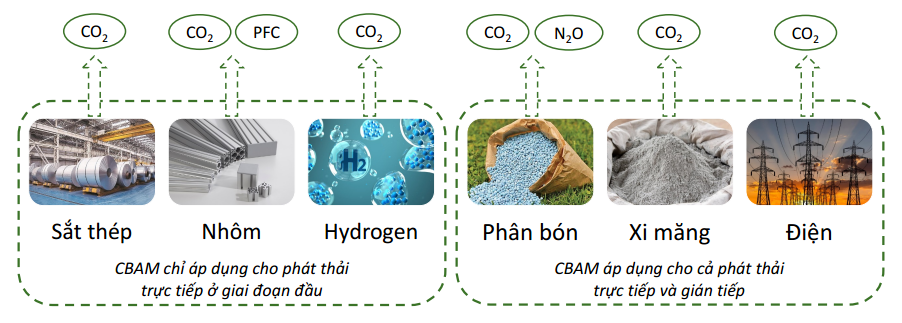 CO₂ CO₂ PFC CO₂ CO₂ N₂O CO₂ CO₂
H₂
Sắt thép Nhôm Hydrogen Phân bón Xi măng Điện
CBAM chỉ áp dụng cho phát thải
trực tiếp ở giai đoạn đầu
CBAM áp dụng cho cả phát thải
trực tiếp và gián tiếp